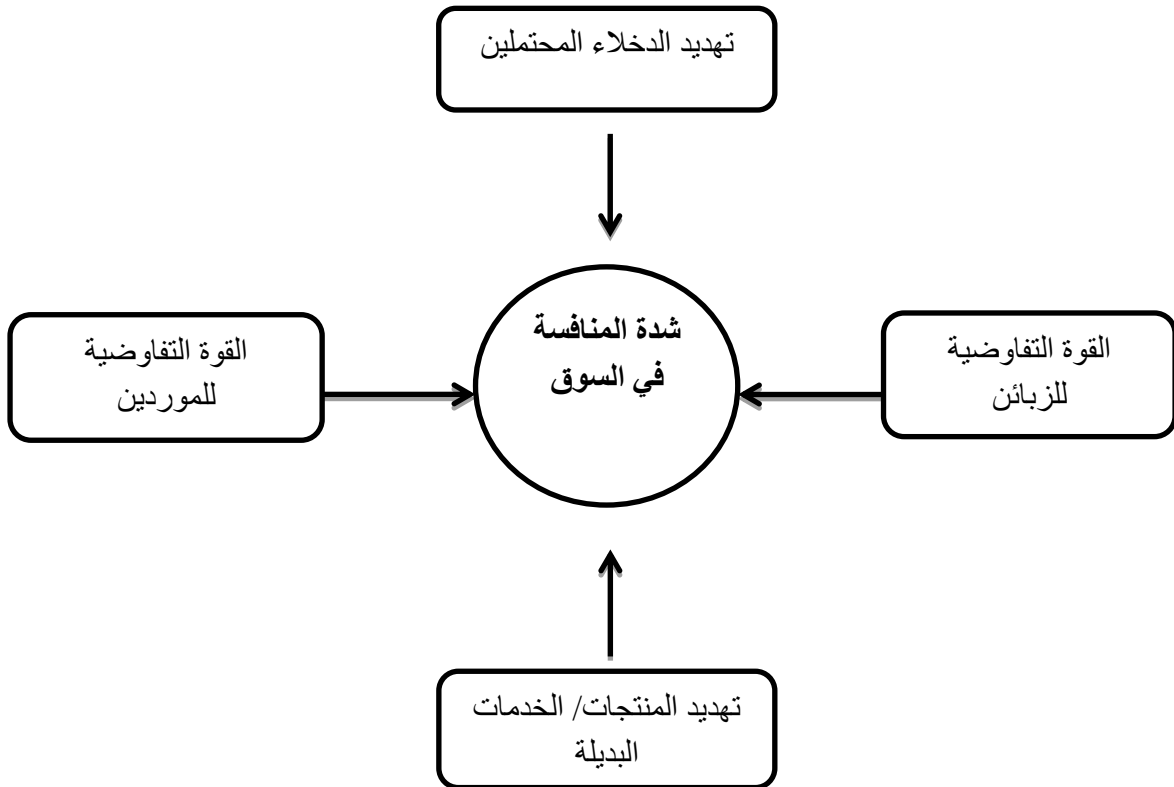 تهديد الدخلاء المحتملين
القوة التفاوضية
للزبائن
شدة المنافسة
في السوق
القوة التفاوضية
للموردين
تهديد المنتجات/ الخدمات
البديلة